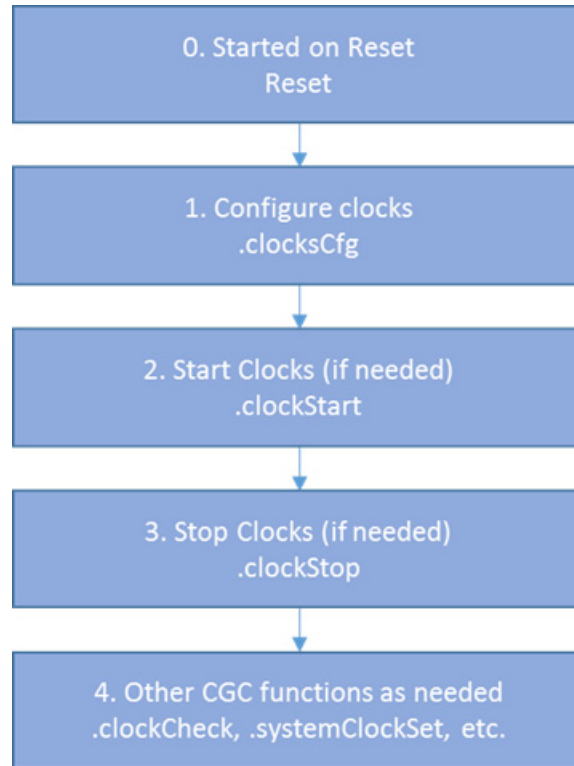 0. Started on Reset
Reset
1. Configure clocks
.clocksCfg
2. Start Clocks (if needed)
.clockStart
3. Stop Clocks (if needed)
.clockStop
4. Other CGC functions as needed
.clockCheck, .systemClockSet, etc.